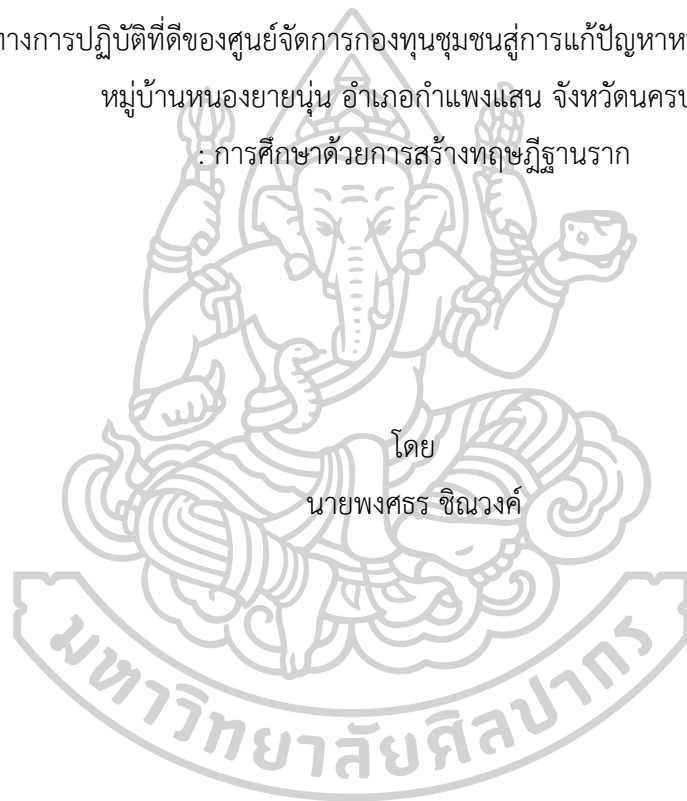 ทางการปฏิบัติที่ดีของศูนย์จัดการกองทุนชุมชนสู่การแก้ปัญหา
หมู่บ้านหนองยายนุ่น อำเภอกำแพงแสน จังหวัดนคร
: การศึกษาด้วยการสร้างทฤษฎีฐานราก
โดย
นายพงศธร ชิณวงค์
มหาวิทยาลัยศิลปากร